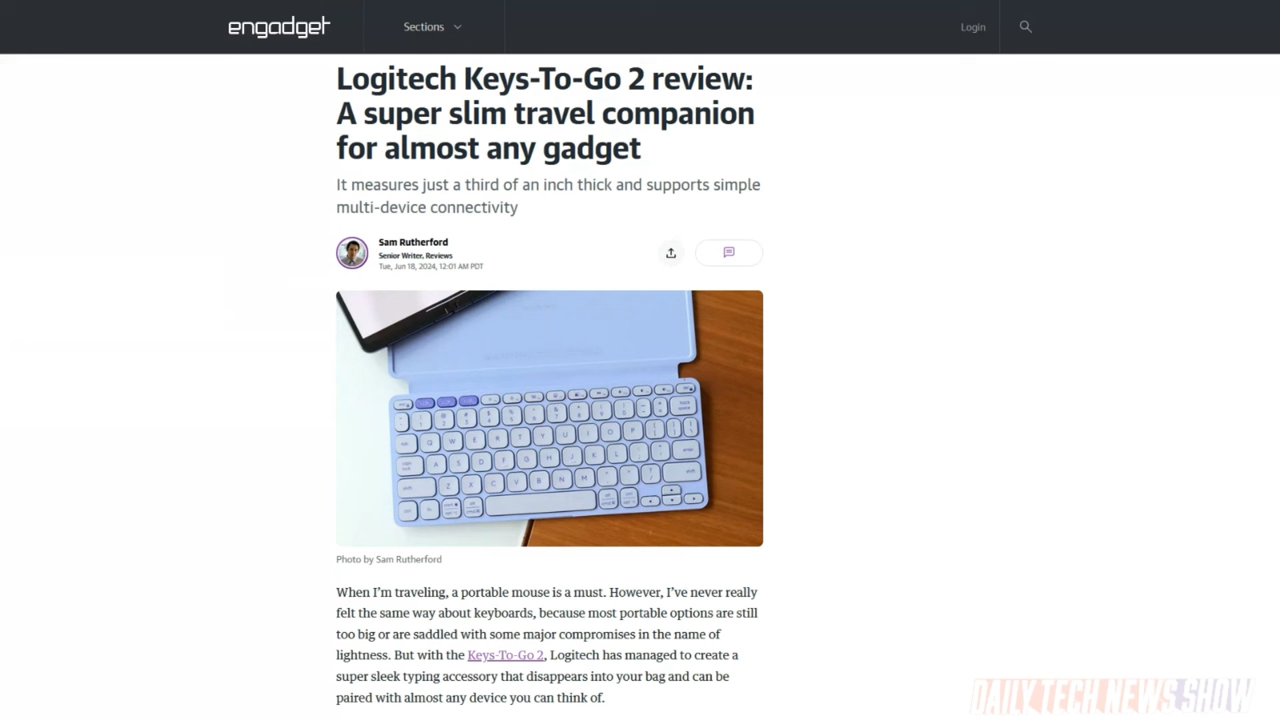 engadget
Sections
Login
Logitech Keys-To-Go 2 review:
A super slim travel companion
for almost any gadget
It measures just a third of an inch thick and supports simple
multi-device connectivity
Sam Rutherford
Senior Writer, Reviews
Tue, Jun 18, 2024, 12:01 AM PDT
Q W E R T Y U I O P
A S D F G H J K L
shift Z X C V B N M shift
Photo by Sam Rutherford
When I'm traveling, a portable mouse is a must. However, I've never really
felt the same way about keyboards, because most portable options are still
too big or are saddled with some major compromises in the name of
lightness. But with the Keys-To-Go 2, Logitech has managed to create a
super sleek typing accessory that disappears into your bag and can be
paired with almost any device you can think of.
DAILY TECH NEWS SHOW